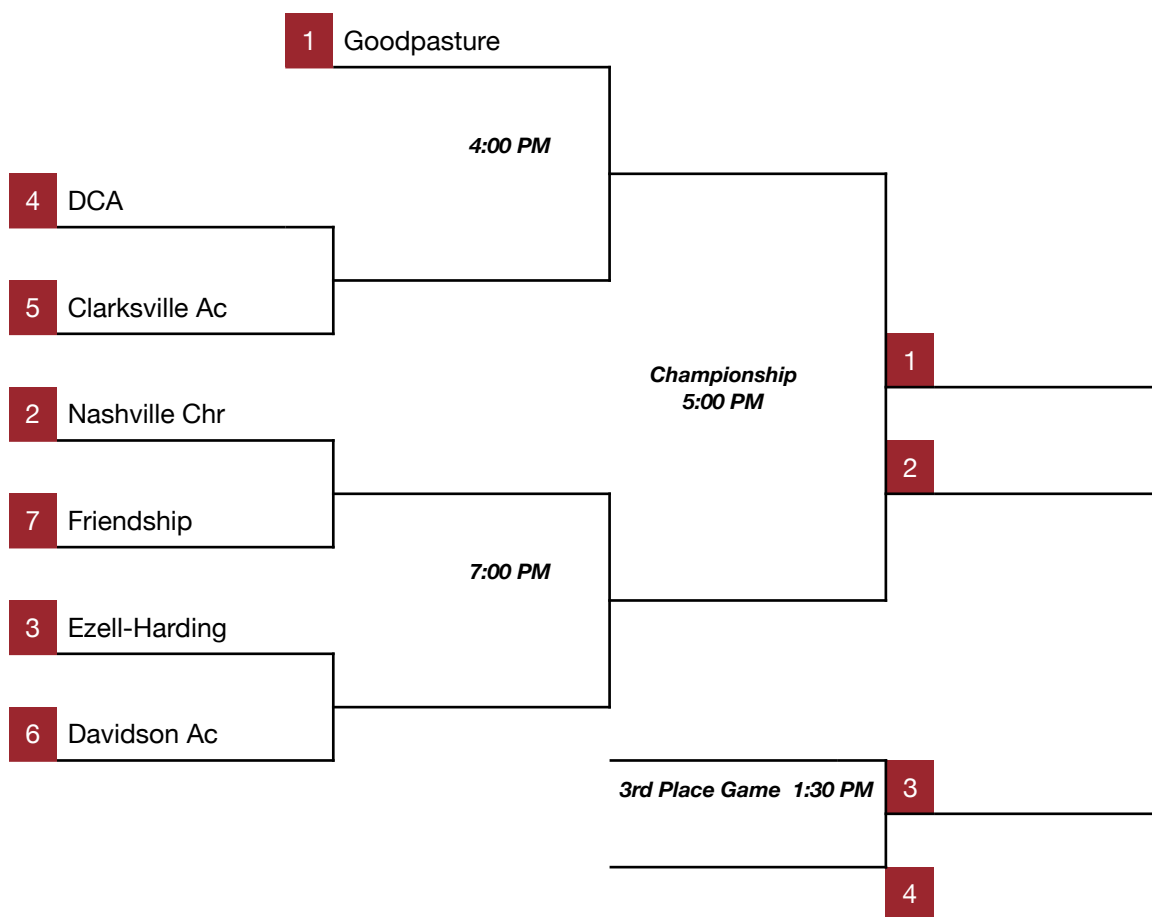 1 Goodpasture
4:00 PM
4 DCA
5 Clarksville Ac
Championship
5:00 PM
1
2 Nashville Chr
2
7 Friendship
7:00 PM
3 Ezell-Harding
6 Davidson Ac
3rd Place Game 1:30 PM
3
4